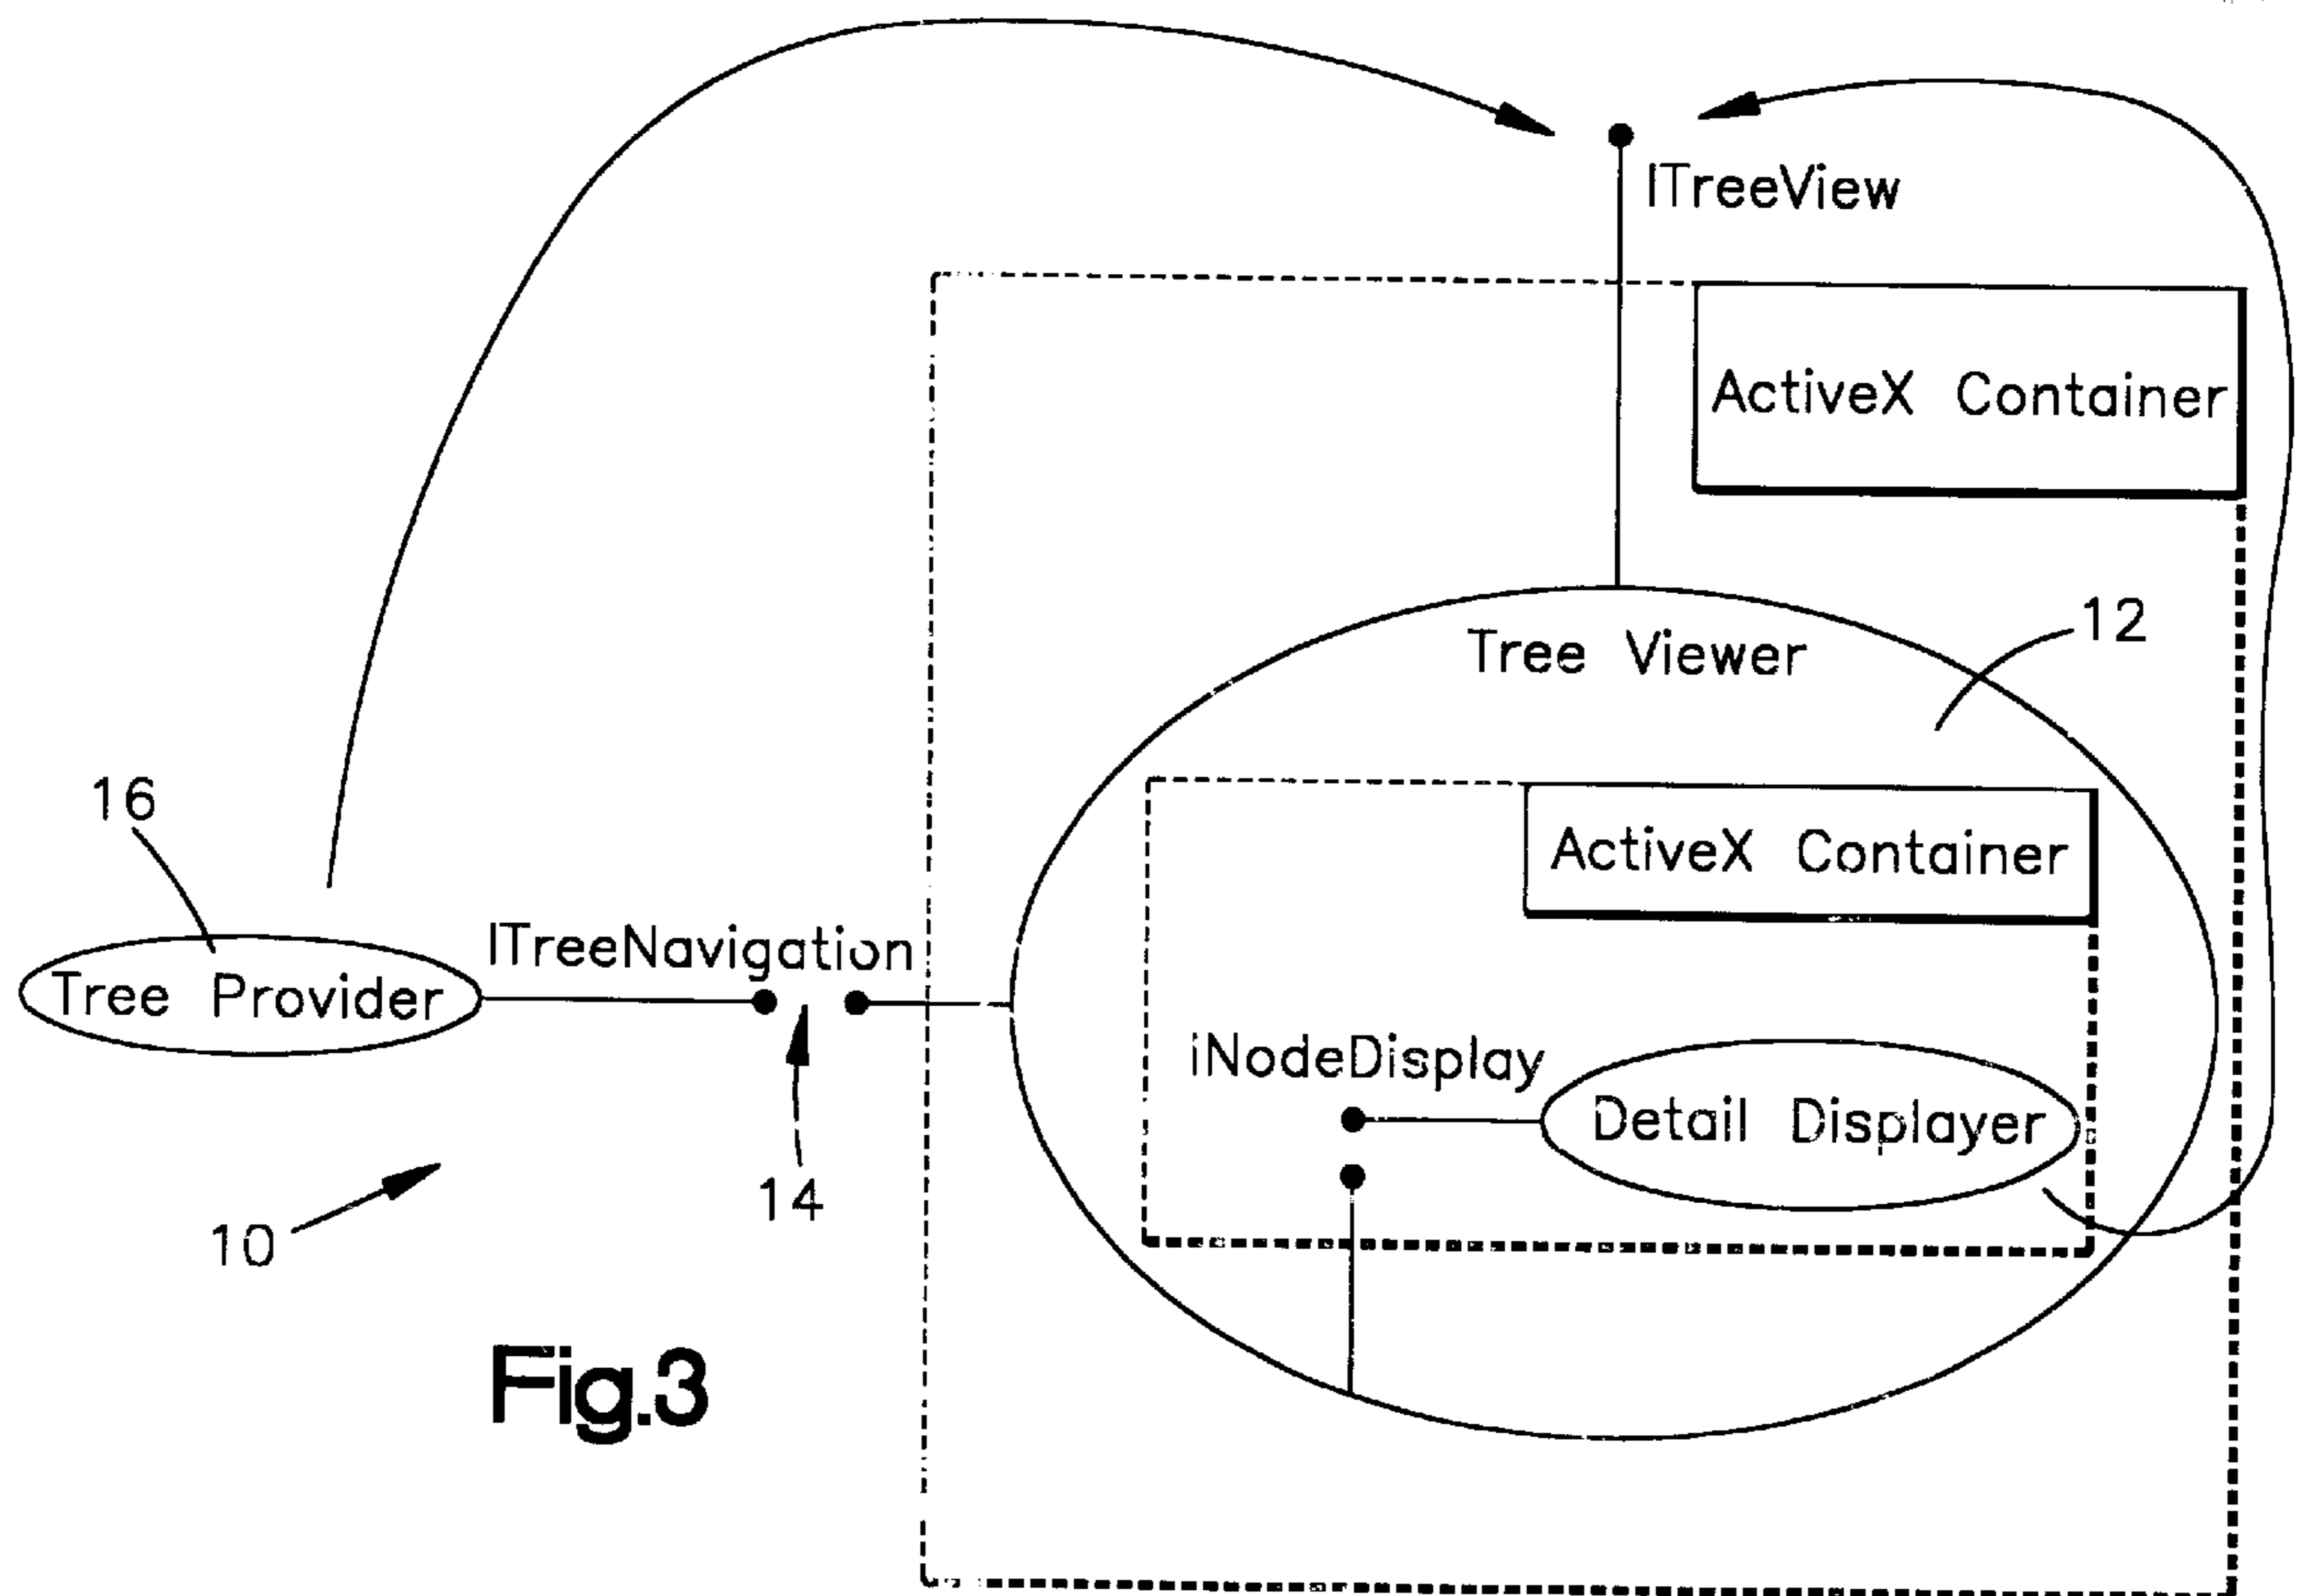 ITreeView
ActiveX Container
Tree Viewer
12
16
ActiveX Container
ITreeNavigation
Tree Provider
iNodeDisplay
Detail Displayer
14
10
Fig.3